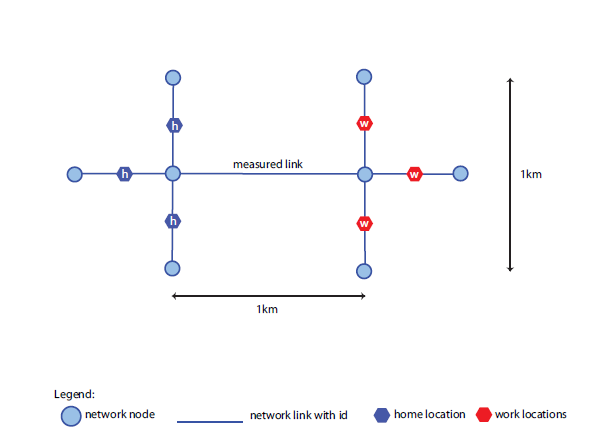 h
w
measured link
h
w
1km
h
w
1km
Legend:
network node
network link with id
home location
work locations